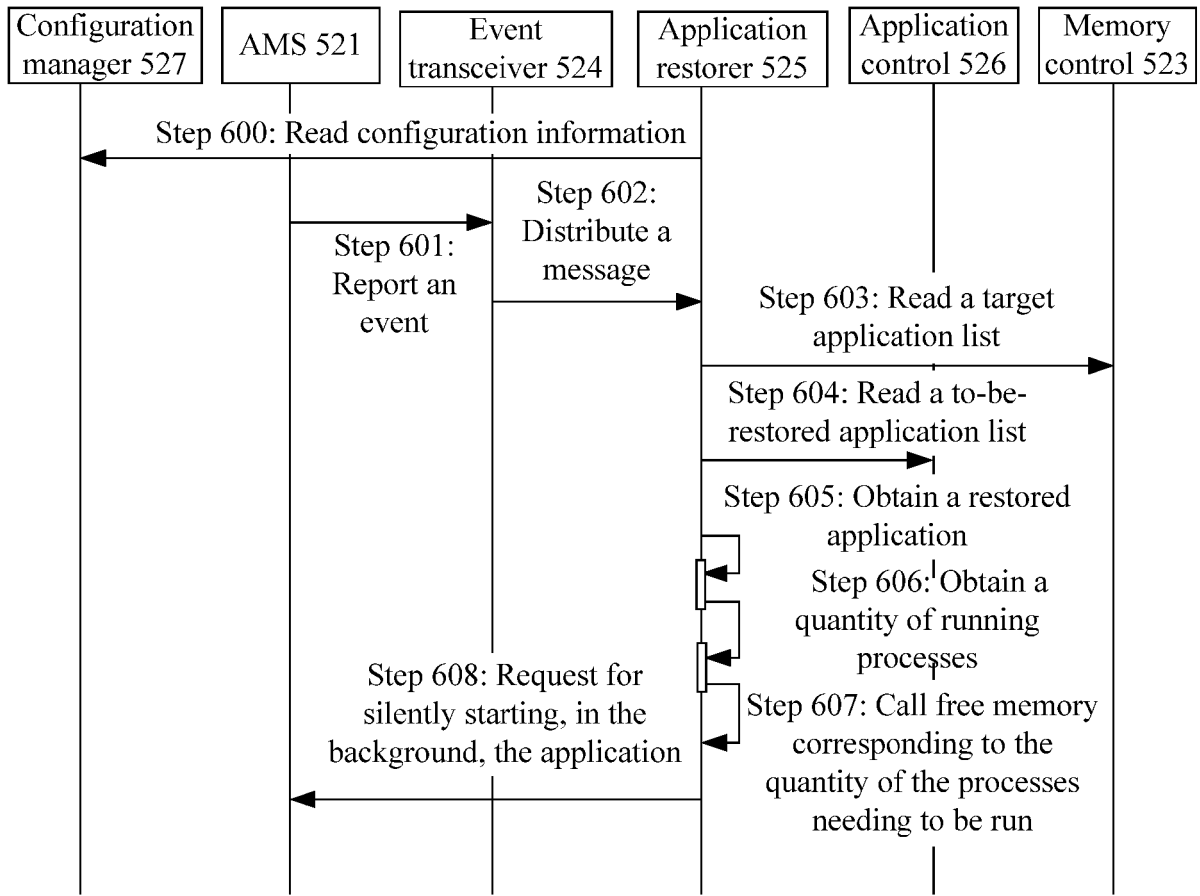 Configuration
manager 527
AMS 521
Event
transceiver 524
Application
restorer 525
Application
control 526
Memory
control 523
Step 600: Read configuration information
Step 601:
Report an
event
Step 602:
Distribute a
message
Step 603: Read a target
application list
Step 604: Read a to-be-
restored application list
Step 605: Obtain a restored
application
Step 606: Obtain a
quantity of running
processes
Step 607: Call free memory
corresponding to the
quantity of the processes
needing to be run
Step 608: Request for
silently starting, in the
background, the application